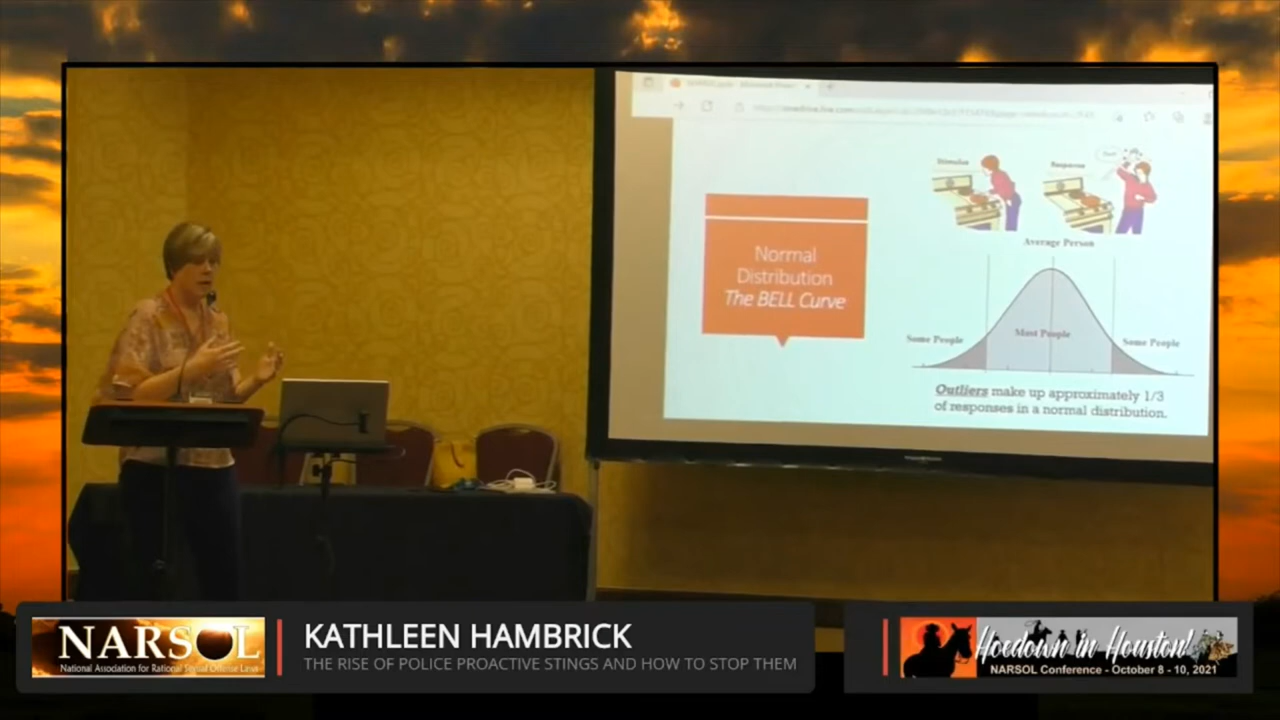 Stimulus
Response
Normal
Distribution
The BELL Curve
Average Person
Some People
Most People
Some People
Outliers make up approximately 1/3
of responses in a normal distribution.
NARSOL
National Association for Rational Sexual Offense Laws
KATHLEEN HAMBRICK
THE RISE OF POLICE PROACTIVE STINGS AND HOW TO STOP THEM
Hoedown in Houston!
NARSOL Conference - October 8 - 10, 2021